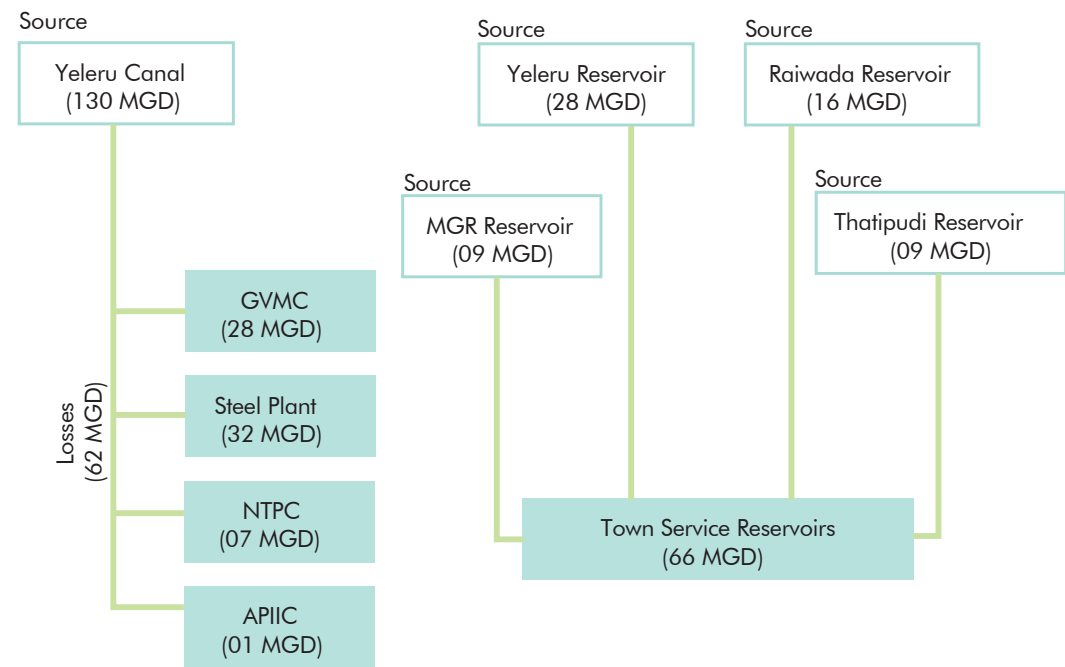 Source
Yeleru Canal
(130 MGD)
Source
Yeleru Reservoir
(28 MGD)
Source
Raiwada Reservoir
(16 MGD)
Source
MGR Reservoir
(09 MGD)
Source
Thatipudi Reservoir
(09 MGD)
Losses
(62 MGD)
GVMC
(28 MGD)
Steel Plant
(32 MGD)
NTPC
(07 MGD)
APIIC
(01 MGD)
Town Service Reservoirs
(66 MGD)